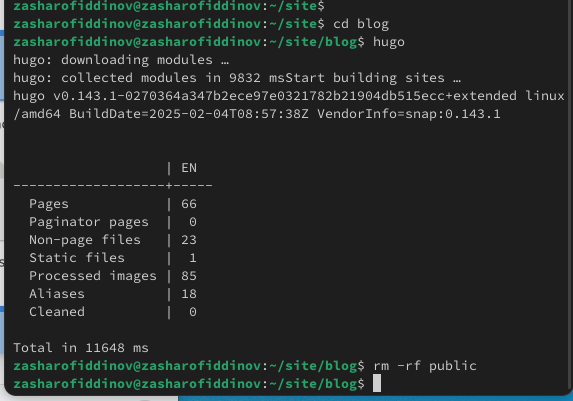 zasharofiddinov@zasharofiddinov:~/site$
zasharofiddinov@zasharofiddinov:~/site$ cd blog
zasharofiddinov@zasharofiddinov:~/site/blog$ hugo
hugo: downloading modules …
hugo: collected modules in 9832 msStart building sites …
hugo v0.143.1-0270364a347b2ece97e0321782b21904db515ecc+extended linux
/amd64 BuildDate=2025-02-04T08:57:38Z VendorInfo=snap:0.143.1
                   | EN
-------------------+-----
  Pages            | 66
  Paginator pages  |  0
  Non-page files   | 23
  Static files     |  1
  Processed images | 85
  Aliases          | 18
  Cleaned          |  0
Total in 11648 ms
zasharofiddinov@zasharofiddinov:~/site/blog$ rm -rf public
zasharofiddinov@zasharofiddinov:~/site/blog$